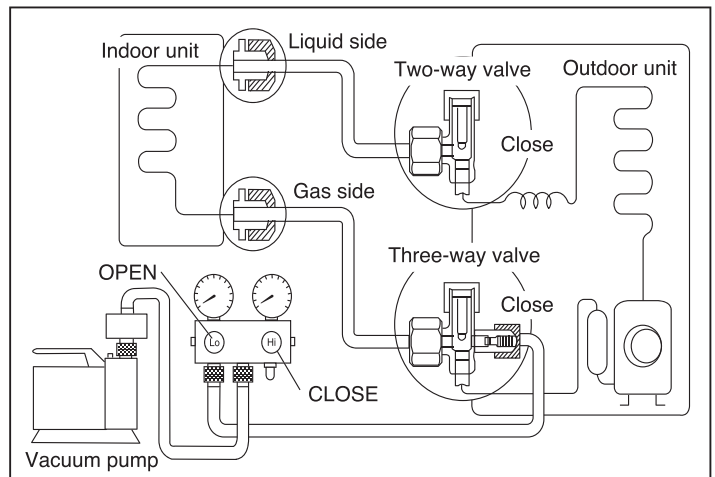 Indoor unit
Liquid side
Two-way valve
Outdoor unit
Close
Gas side
Three-way valve
Close
OPEN
Lo
Hi
CLOSE
Vacuum pump